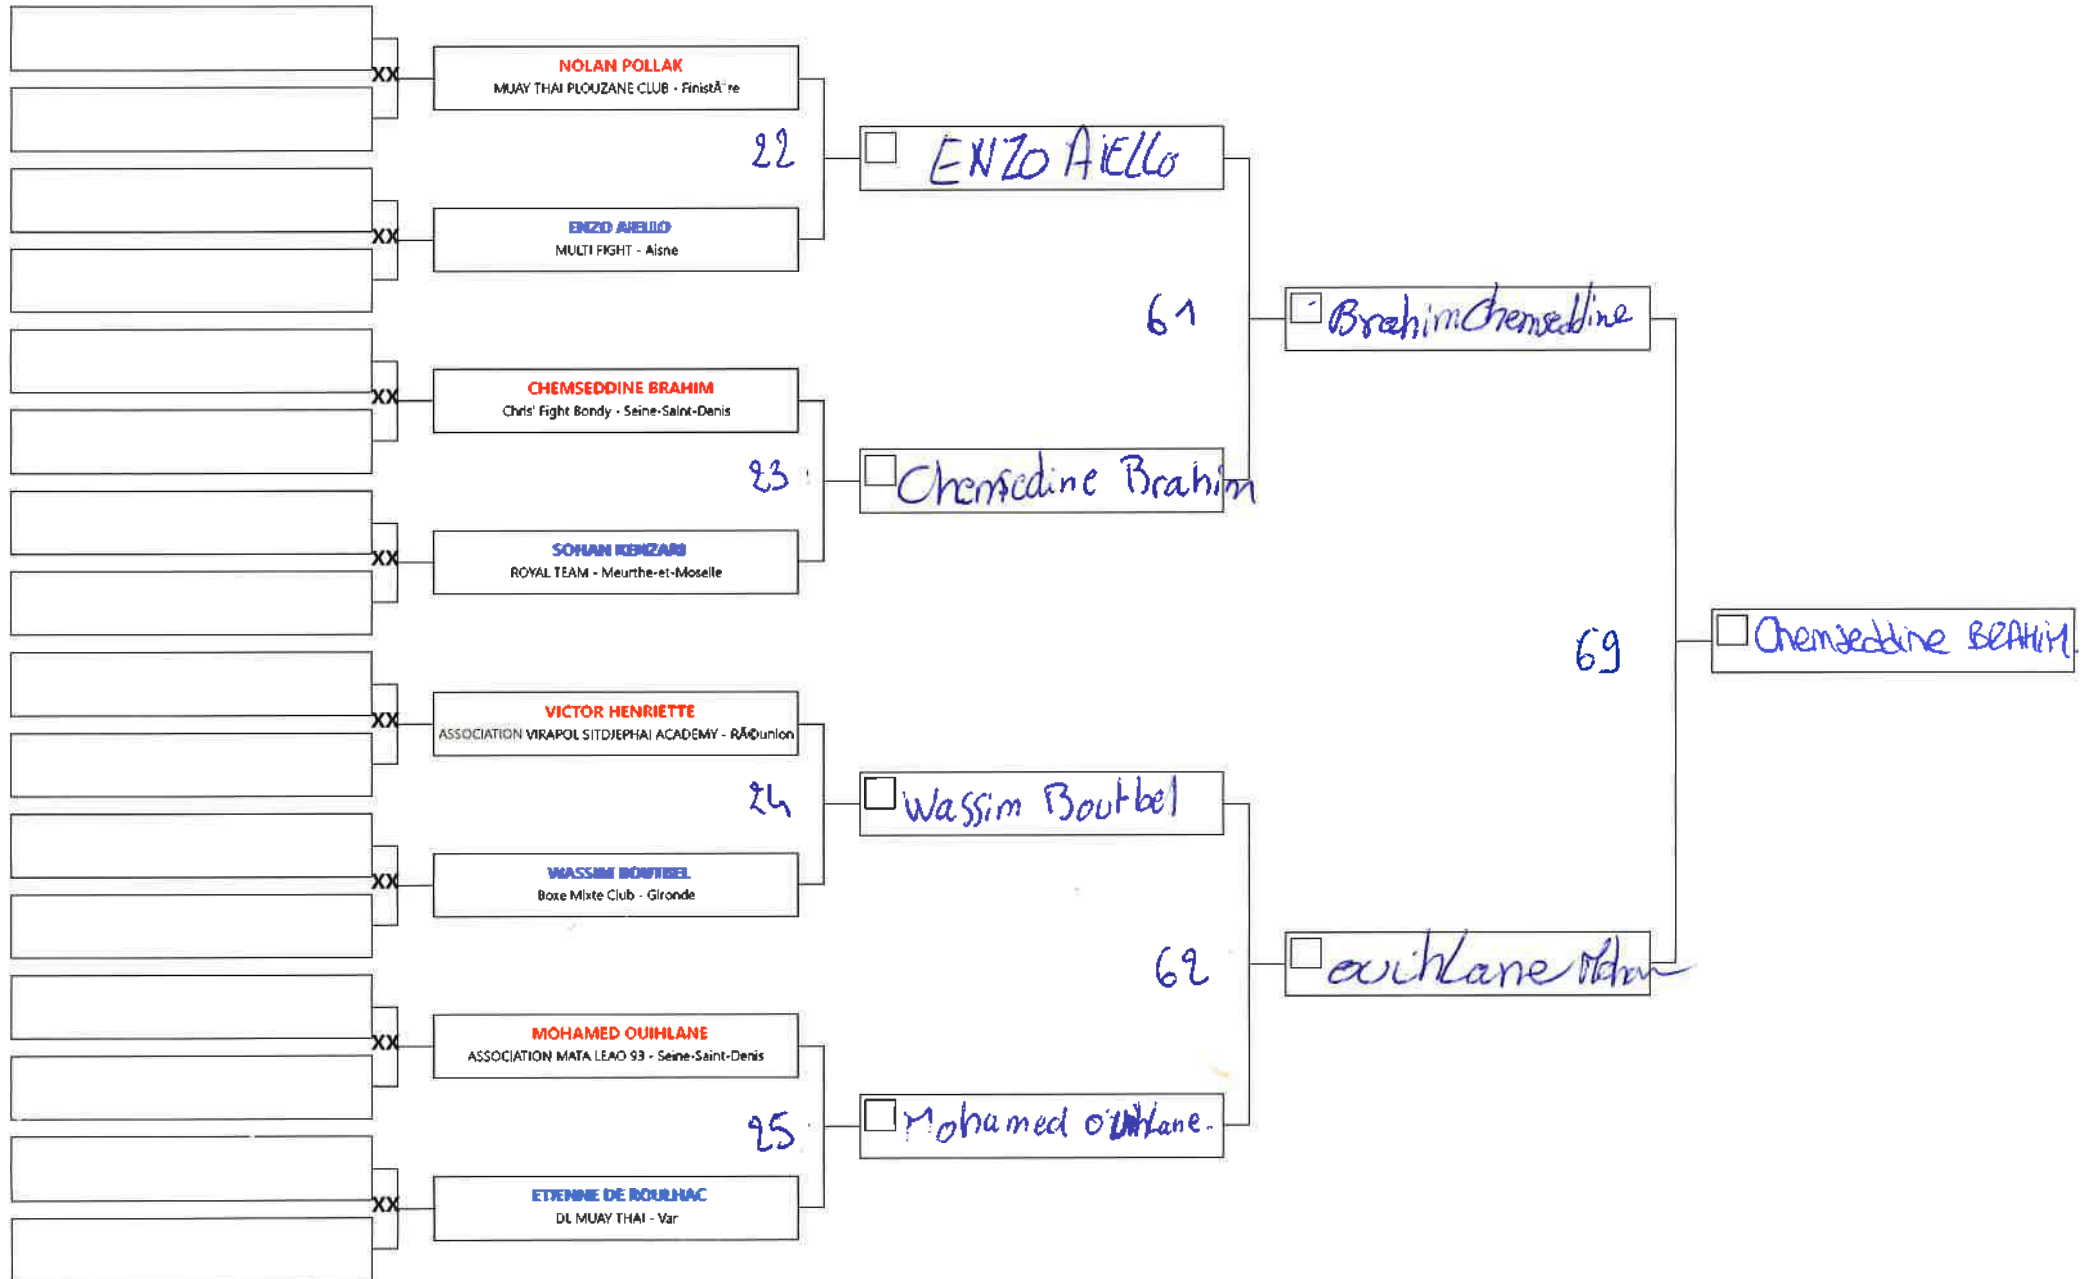 XX
NOLAN POLLAK
MUAY THAI PLOUZANE CLUB - FinistÃ¨re
22
ENZO AiELLO
XX
ENZO AIELLO
MULTI FIGHT - Aisne
61
Brahim Chemseddine
XX
CHEMSEDDINE BRAHIM
Chris' Fight Bondy - Seine-Saint-Denis
23
Chemsedine Brahim
XX
SOHAN KENZARI
ROYAL TEAM - Meurthe-et-Moselle
69
Chemseddine BRAHIM.
XX
VICTOR HENRIETTE
ASSOCIATION VIRAPOL SITDJEPHAI ACADEMY - RÃ©union
24
Wassim Boutbel
XX
WASSIM BOUTBEL
Boxe Mixte Club - Gironde
62
ouihLane
XX
MOHAMED OUIHLANE
ASSOCIATION MATA LEAO 93 - Seine-Saint-Denis
25
Mohamed ouihlane.
XX
ETIENNE DE ROULHAC
DL MUAY THAI - Var